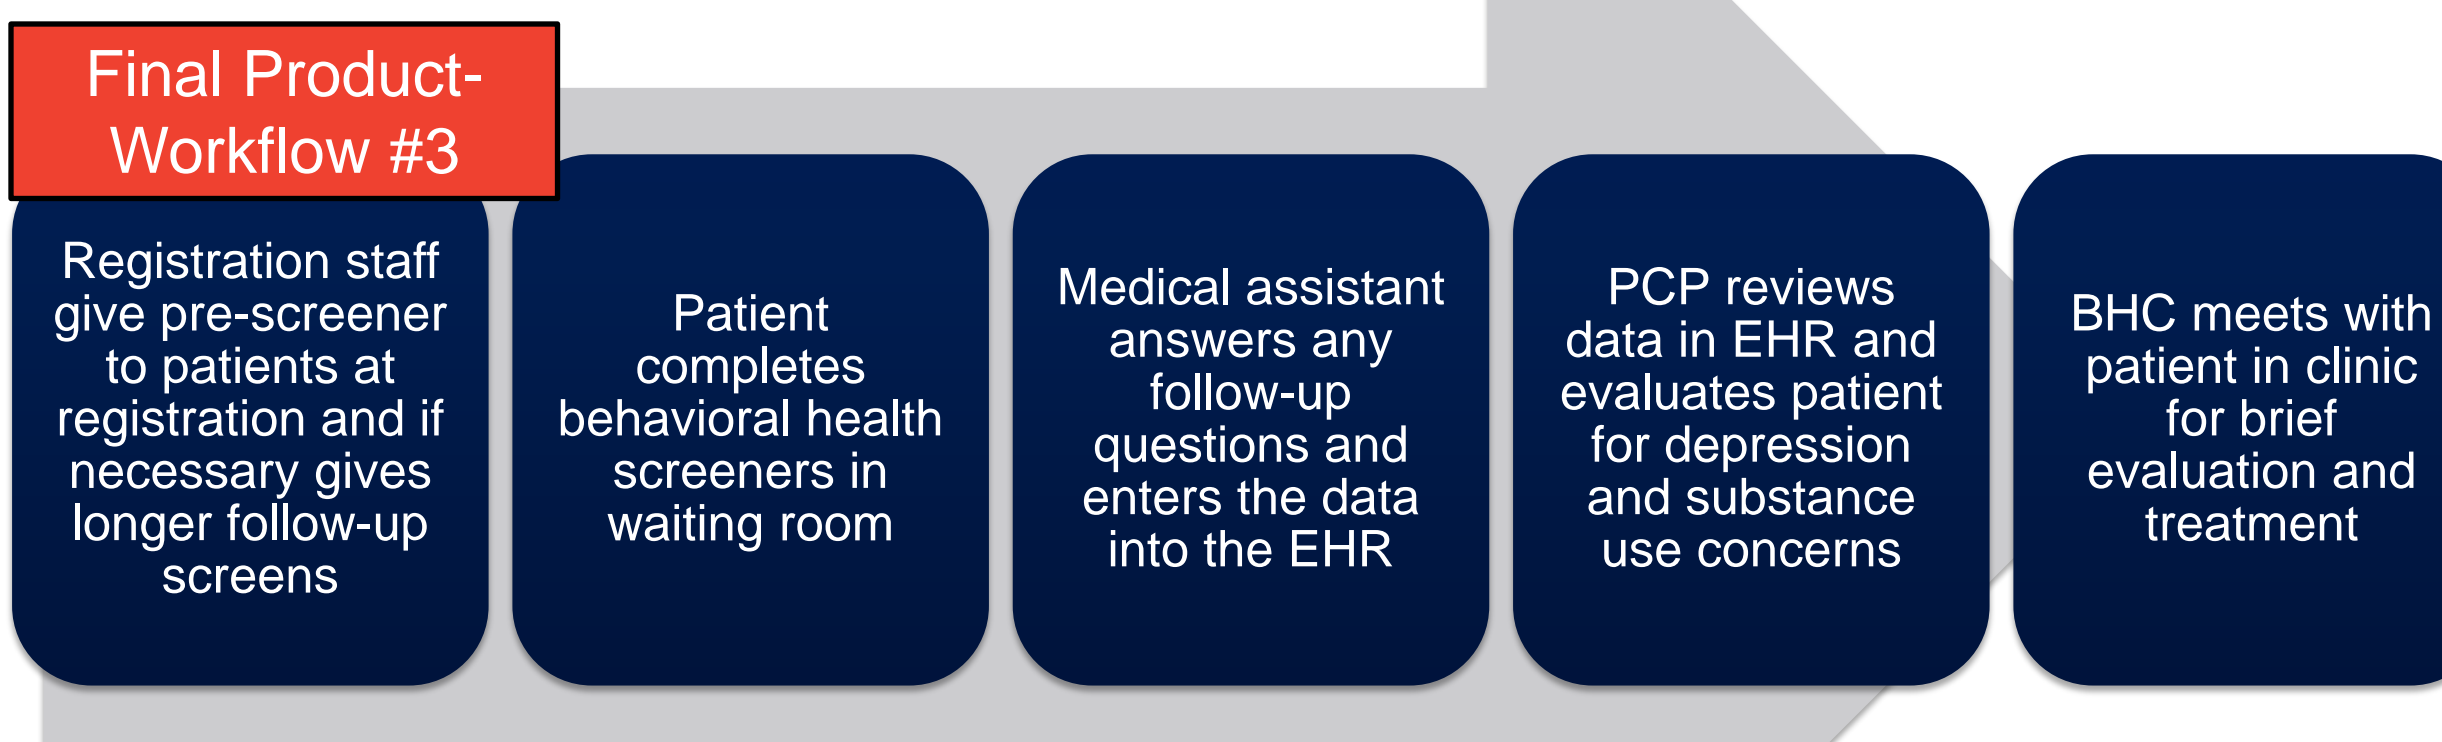 Final Product-
Workflow #3
Registration staff
give pre-screener
to patients at
registration and if
necessary gives
longer follow-up
screens
Patient
completes
behavioral health
screeners in
waiting room
Medical assistant
answers any
follow-up
questions and
enters the data
into the EHR
PCP reviews
data in EHR and
evaluates patient
for depression
and substance
use concerns
BHC meets with
patient in clinic
for brief
evaluation and
treatment